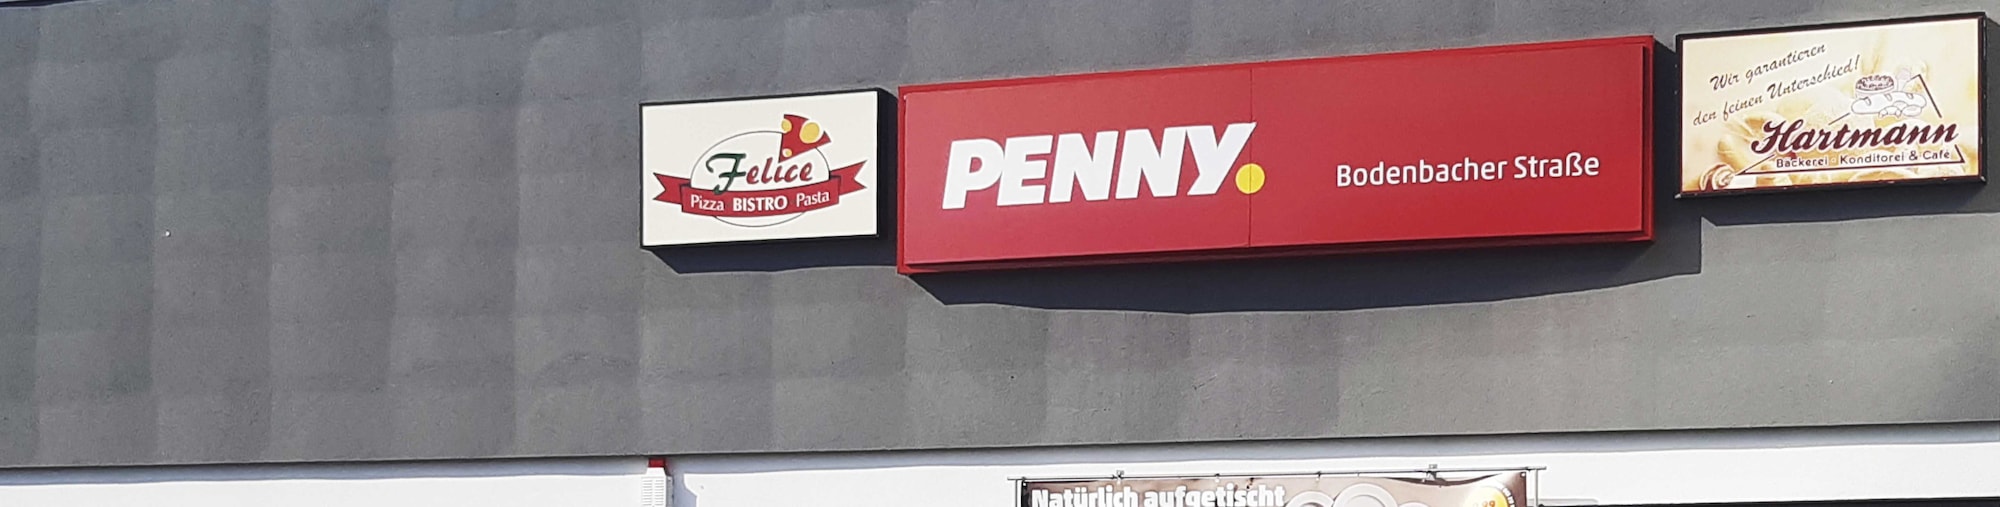 Felice
Pizza BISTRO Pasta
PENNY.
Bodenbacher Straße
Wir garantieren
den feinen Unterschied!
Hartmann
Bäckerei · Konditorei & Café
Natürlich aufgetischt